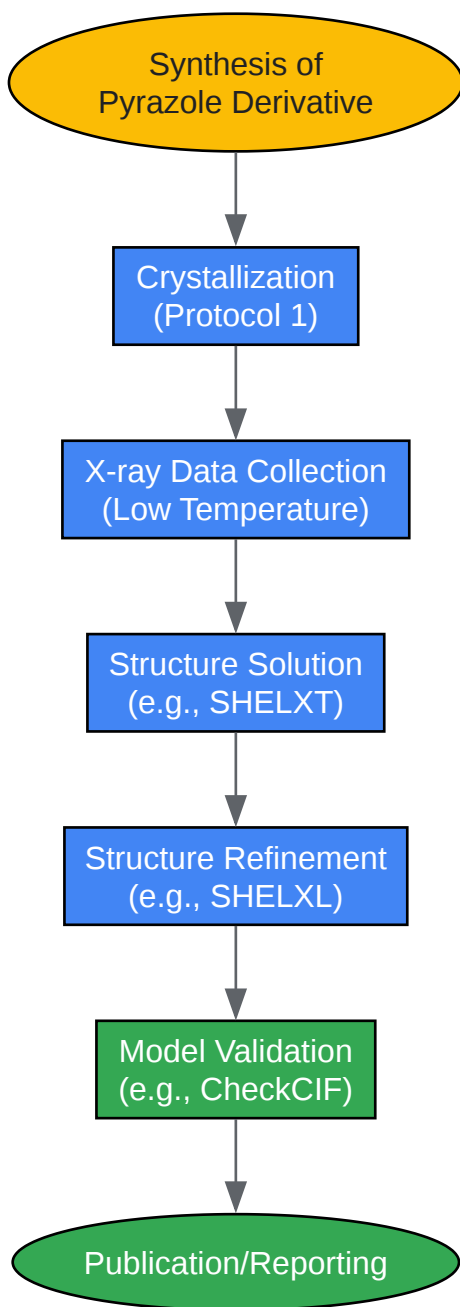 Synthesis of
Pyrazole Derivative
Crystallization
(Protocol 1)
X-ray Data Collection
(Low Temperature)
Structure Solution
(e.g., SHELXT)
Structure Refinement
(e.g., SHELXL)
Model Validation
(e.g., CheckCIF)
Publication/Reporting